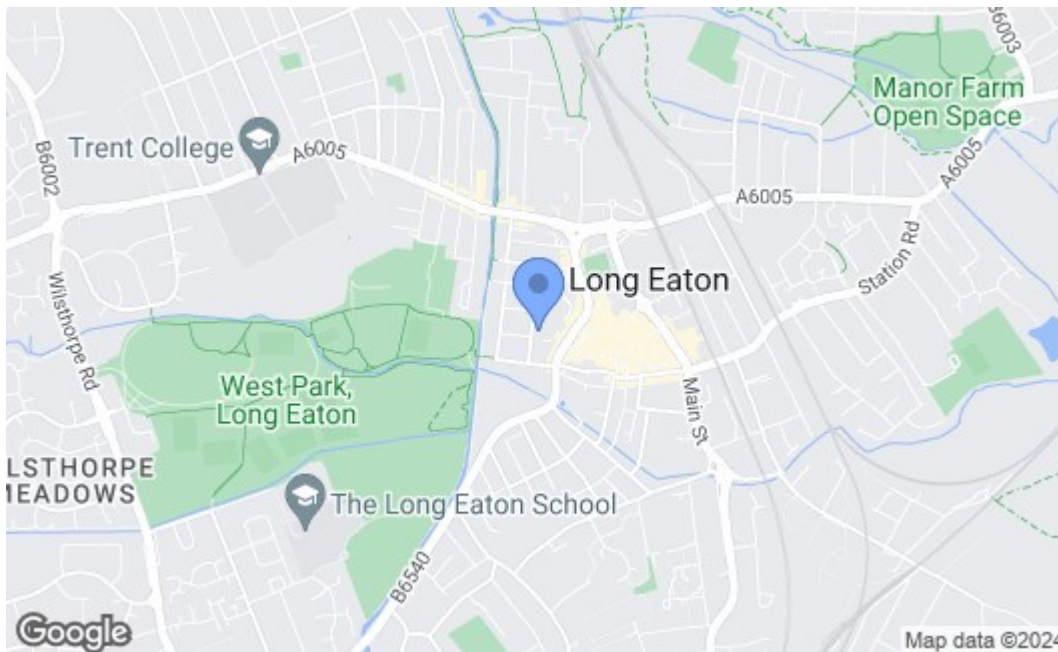 B6003
Manor Farm
Open Space
Trent College
A6005
B6002
A6005
A6005
Station Rd
Long Eaton
Wilsthorpe Rd
West Park,
Long Eaton
Main St
LSTHORPE
MEADOWS
The Long Eaton School
B6540
Google
Map data ©2024